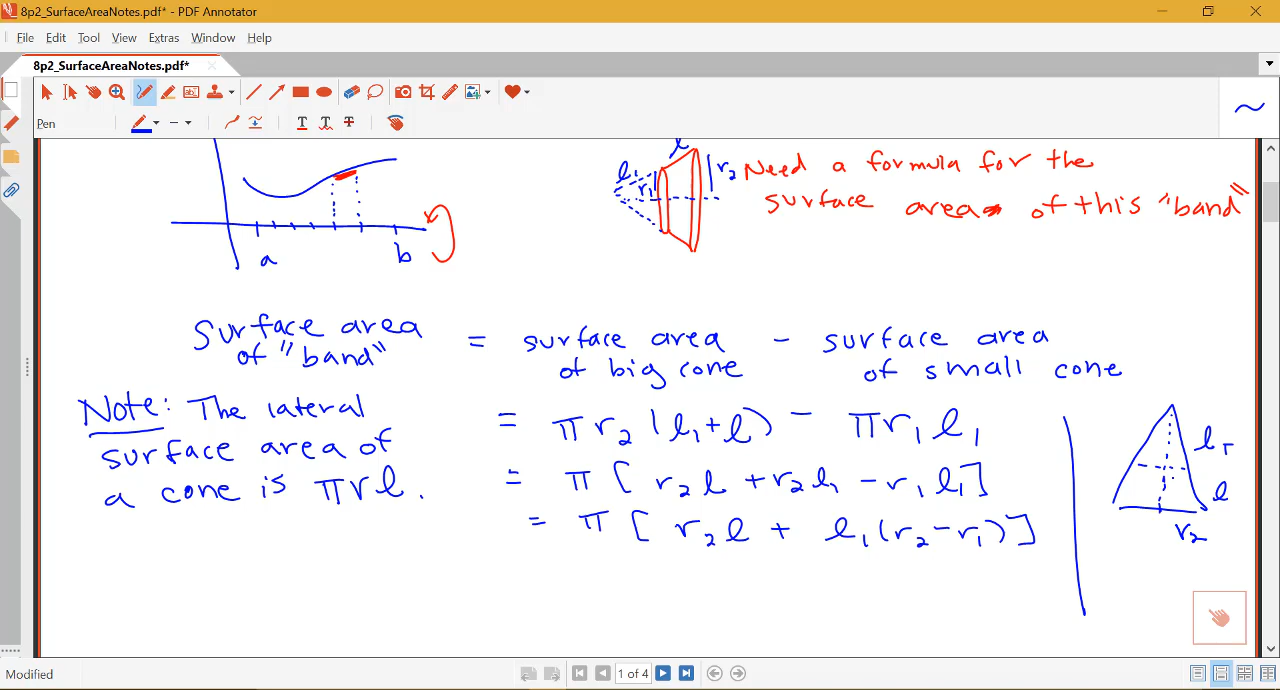 8p2_SurfaceAreaNotes.pdf* - PDF Annotator
File Edit Tool View Extras Window Help
8p2_SurfaceAreaNotes.pdf*
Pen
a b
l
l₁ r₁ r₂
Need a formula for the
surface area of this "band"
Surface area
of "band"
= surface area
of big cone
- surface area
of small cone
Note: The lateral
surface area of
a cone is πrl.
= πr₂(l₁+l) - πr₁l₁
= π[r₂l + r₂l₁ - r₁l₁]
= π[r₂l + l₁(r₂-r₁)]
l₁
l
r₂
Modified
1 of 4